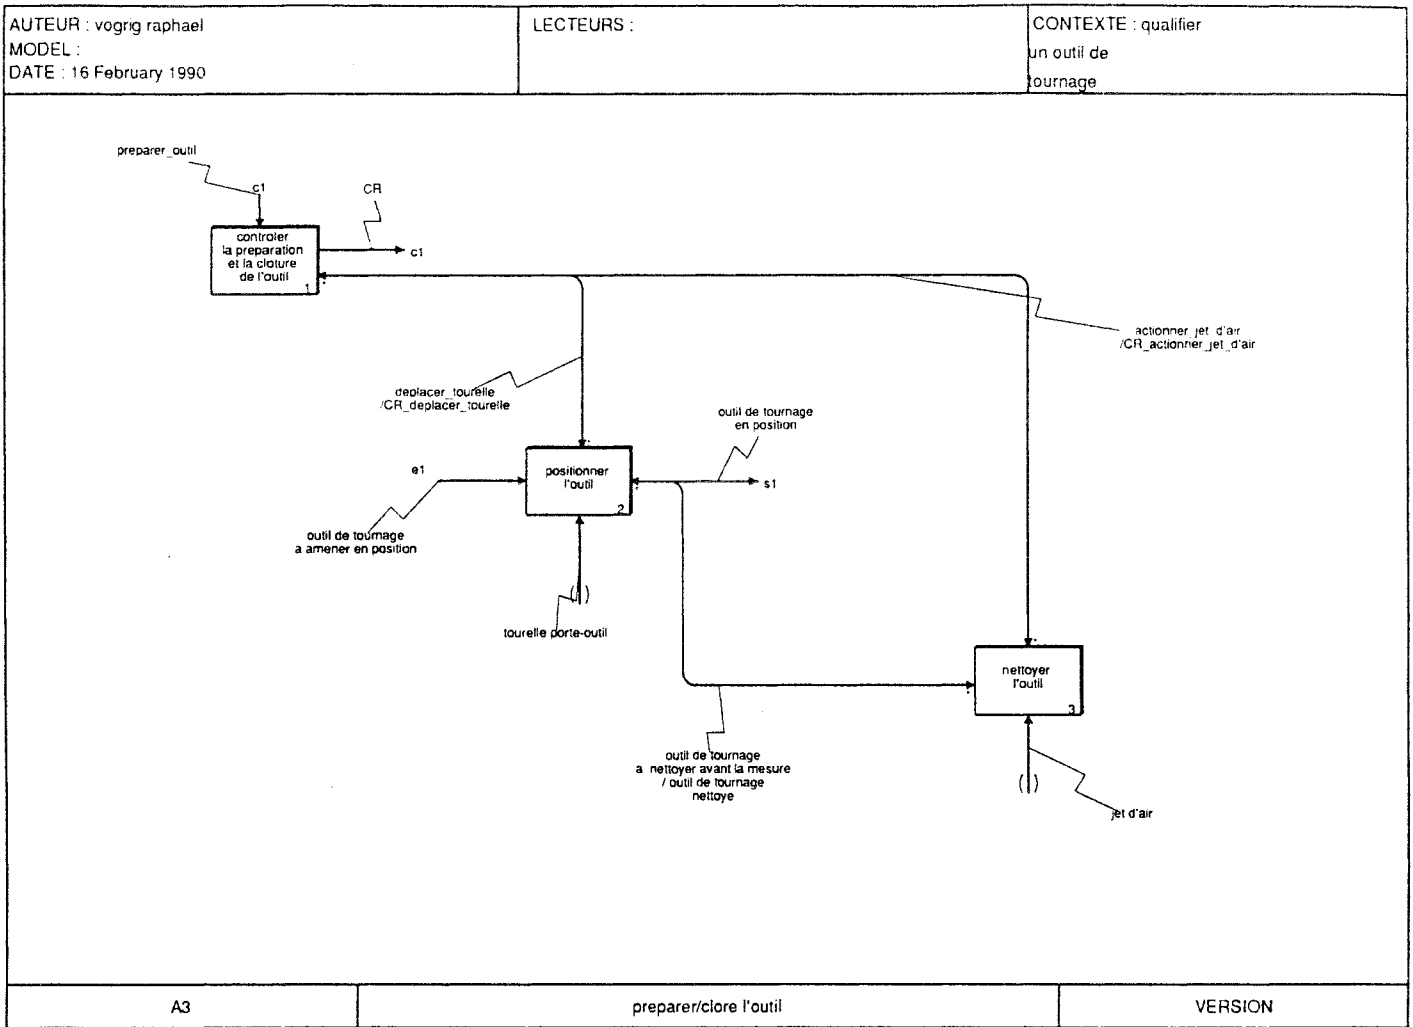 AUTEUR : vogrig raphael
MODEL :
DATE : 16 February 1990
LECTEURS :
CONTEXTE : qualifier
un outil de
tournage
preparer_outil
c1
CR
c1
controler
la preparation
et la cloture
de l'outil
1
actionner_jet_d'air
/CR_actionner_jet_d'air
deplacer_tourelle
/CR_deplacer_tourelle
outil de tournage
en position
e1
positionner
l'outil
2
s1
outil de tournage
a amener en position
tourelle porte-outil
nettoyer
l'outil
3
outil de tournage
a nettoyer avant la mesure
/ outil de tournage
nettoye
jet d'air
A3
preparer/clore l'outil
VERSION